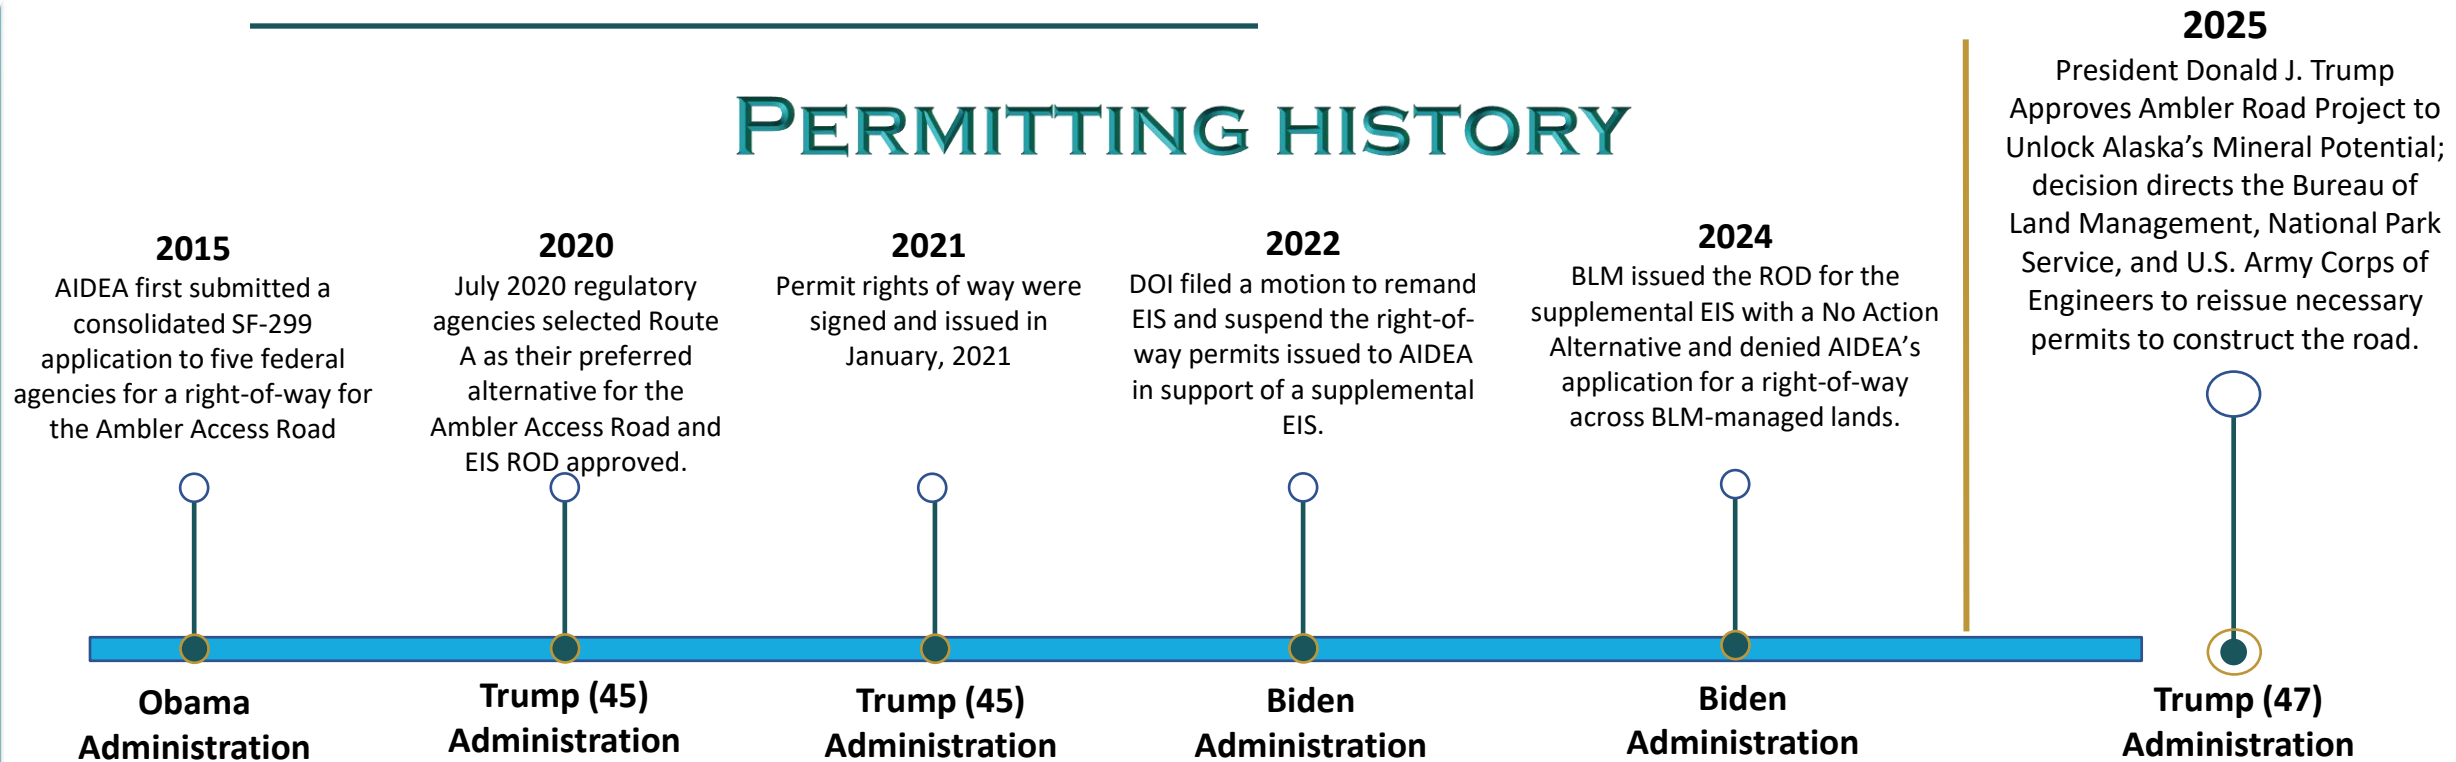 PERMITTING HISTORY
2015
AIDEA first submitted a
consolidated SF-299
application to five federal
agencies for a right-of-way for
the Ambler Access Road
Obama
Administration
2020
July 2020 regulatory
agencies selected Route
A as their preferred
alternative for the
Ambler Access Road and
EIS ROD approved.
Trump (45)
Administration
2021
Permit rights of way were
signed and issued in
January, 2021
Trump (45)
Administration
2022
DOI filed a motion to remand
EIS and suspend the right-of-
way permits issued to AIDEA
in support of a supplemental
EIS.
Biden
Administration
2024
BLM issued the ROD for the
supplemental EIS with a No Action
Alternative and denied AIDEA’s
application for a right-of-way
across BLM-managed lands.
Biden
Administration
2025
President Donald J. Trump
Approves Ambler Road Project to
Unlock Alaska’s Mineral Potential;
decision directs the Bureau of
Land Management, National Park
Service, and U.S. Army Corps of
Engineers to reissue necessary
permits to construct the road.
Trump (47)
Administration